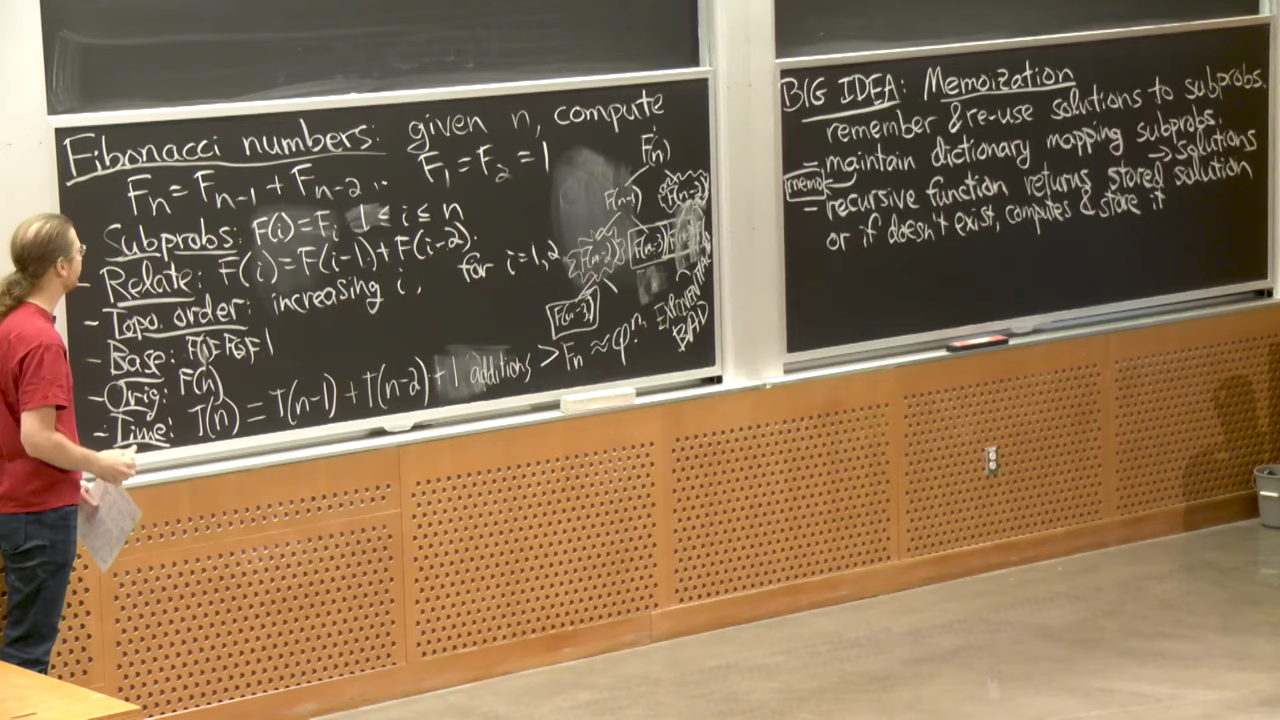 Fibonacci numbers: given n, compute
Fn = Fn-1 + Fn-2 ; F1 = F2 = 1
Subprobs: F(i) = Fi 1 ≤ i ≤ n
- Relate: F(i) = F(i-1) + F(i-2)
- Topo. order: increasing i, for i=1,2
- Base:
- Orig: F(n)
- Time: T(n) = T(n-1) + T(n-2) + 1 additions > Fn ≈ φ^n,
F(n)
F(n-1) F(n-2)
F(n-2) F(n-3)
F(n-3)
EXPONENTIAL
BAD
BIG IDEA: Memoization
remember & re-use solutions to subprobs.
- maintain dictionary mapping subprobs.
memo → solutions
- recursive function returns stored solution
or if doesn't exist, computes & store it